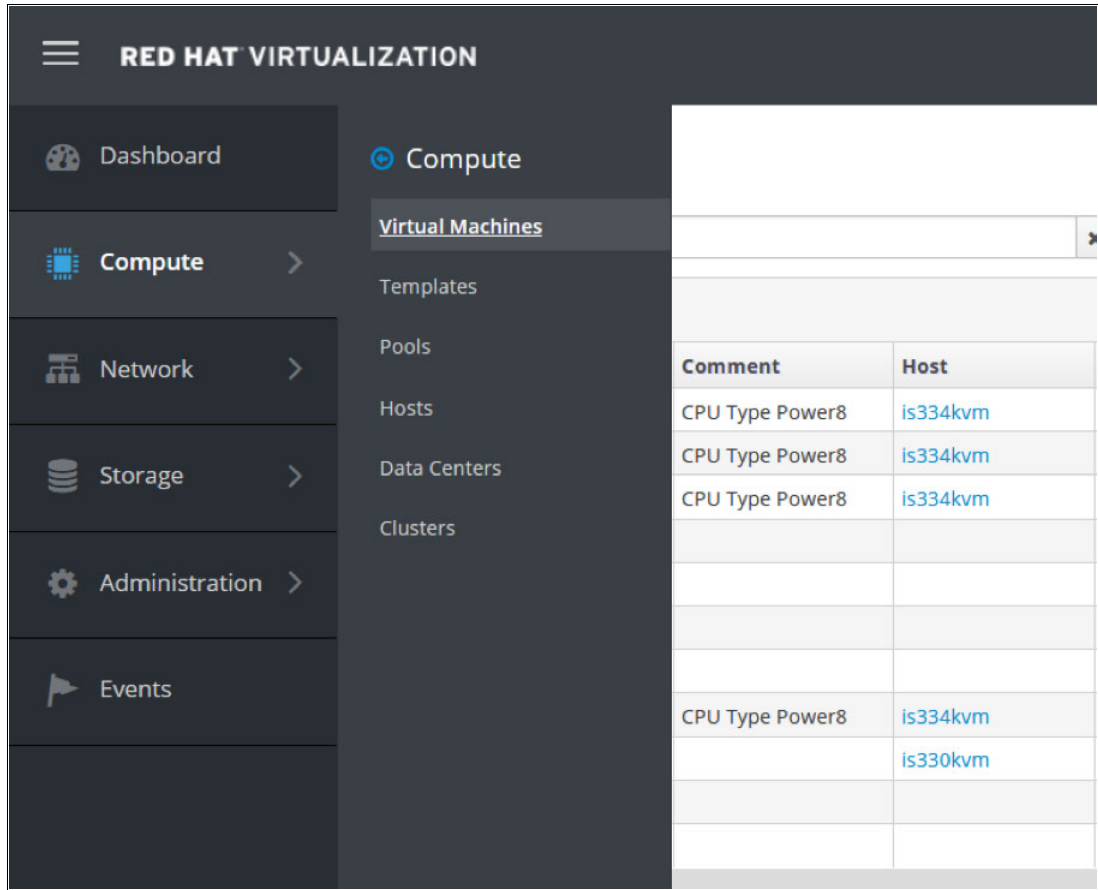 RED HAT VIRTUALIZATION
Dashboard
Compute
Network
Storage
Administration
Events
Compute
Virtual Machines
Templates
Pools
Hosts
Data Centers
Clusters
Comment Host
CPU Type Power8 is334kvm
CPU Type Power8 is334kvm
CPU Type Power8 is334kvm
CPU Type Power8 is334kvm
is330kvm